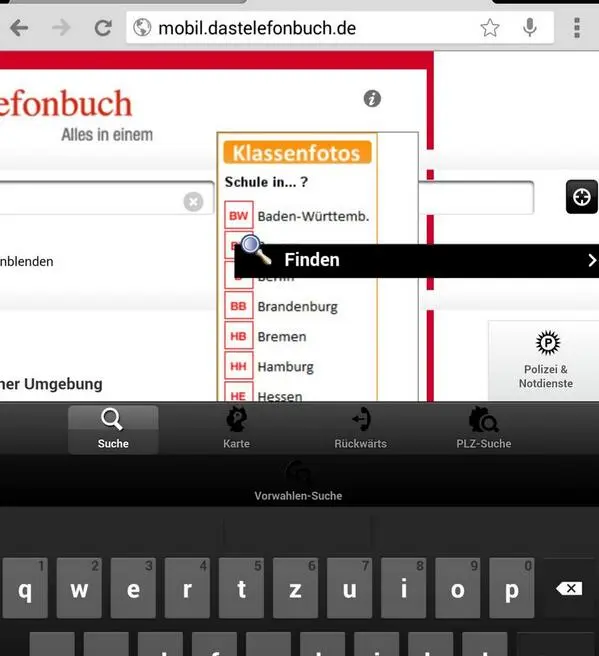 mobil.dastelefonbuch.de
efonbuch
Alles in einem
Klassenfotos
Schule in... ?
BW Baden-Württemb.
Finden
nblenden
Berlin
BB Brandenburg
HB Bremen
HH Hamburg
HE Hessen
Polizei &
Notdienste
ner Umgebung
Suche
Karte
Rückwärts
PLZ-Suche
Vorwahlen-Suche
1 2 3 4 5 6 7 8 9 0
q w e r t z u i o p